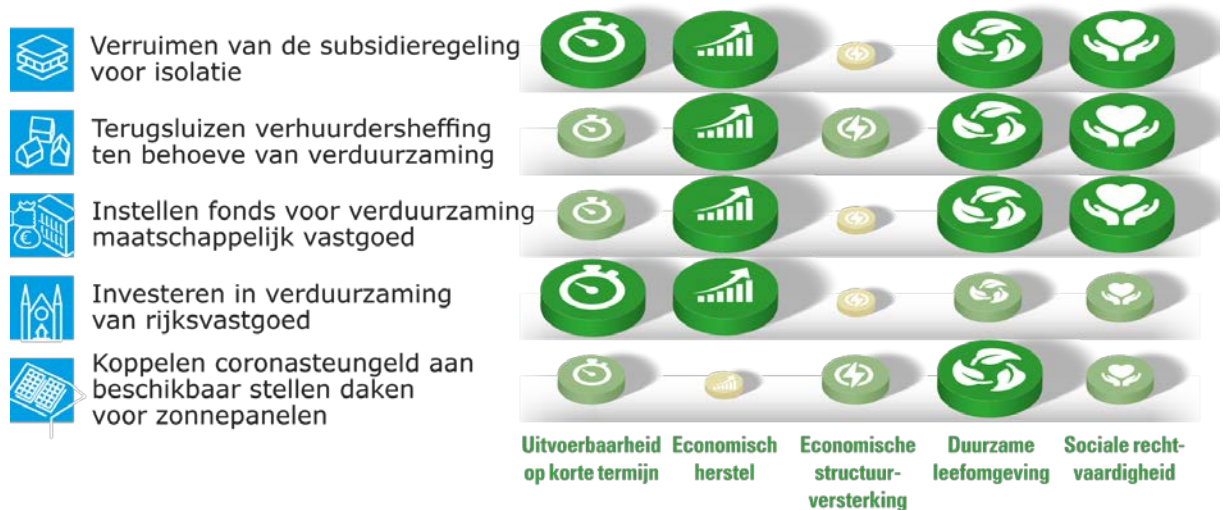 Verruimen van de subsidieregeling
voor isolatie
Terugsluizen verhuurdersheffing
ten behoeve van verduurzaming
Instellen fonds voor verduurzaming
maatschappelijk vastgoed
€
Investeren in verduurzaming
van rijksvastgoed
Koppelen coronasteungeld aan
beschikbaar stellen daken
voor zonnepanelen
Uitvoerbaarheid
op korte termijn
Economisch
herstel
Economische
structuur-
versterking
Duurzame
leefomgeving
Sociale recht-
vaardigheid